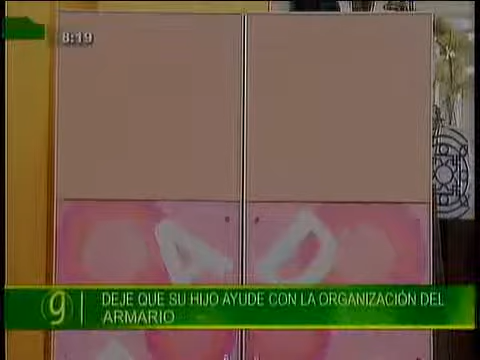 8:19
A D
g DEJE QUE SU HIJO AYUDE CON LA ORGANIZACIÓN DEL
ARMARIO